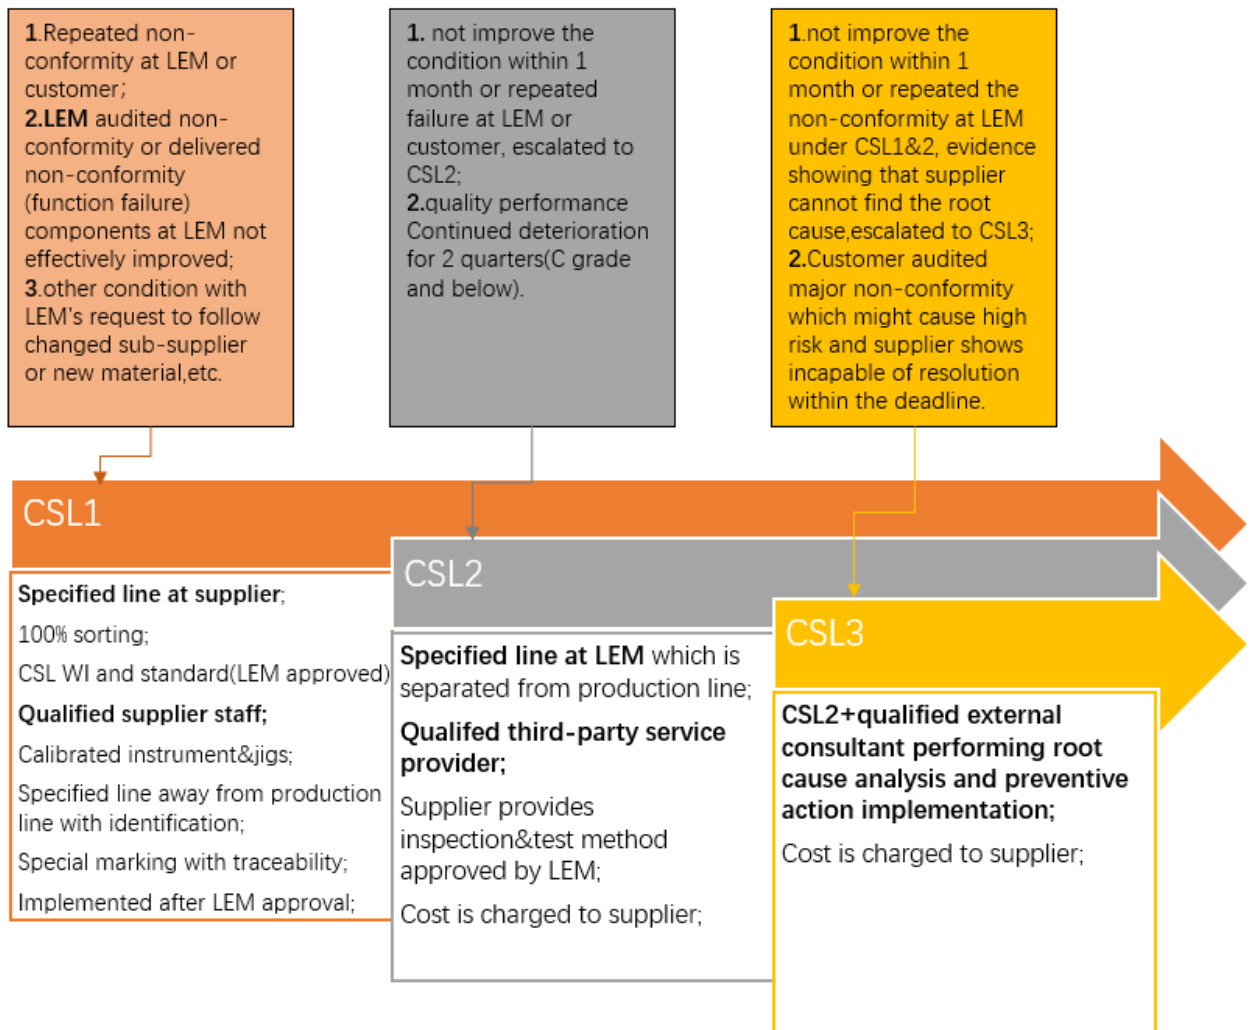 1.Repeated non-
conformity at LEM or
customer;
2.LEM audited non-
conformity or delivered
non-conformity
(function failure)
components at LEM not
effectively improved;
3.other condition with
LEM's request to follow
changed sub-supplier
or new material,etc.
1. not improve the
condition within 1
month or repeated
failure at LEM or
customer, escalated to
CSL2;
2.quality performance
Continued deterioration
for 2 quarters(C grade
and below).
1.not improve the
condition within 1
month or repeated the
non-conformity at LEM
under CSL1&2, evidence
showing that supplier
cannot find the root
cause,escalated to CSL3;
2.Customer audited
major non-conformity
which might cause high
risk and supplier shows
incapable of resolution
within the deadline.
CSL1
Specified line at supplier;
100% sorting;
CSL WI and standard(LEM approved)
Qualified supplier staff;
Calibrated instrument&jigs;
Specified line away from production
line with identification;
Special marking with traceability;
Implemented after LEM approval;
CSL2
Specified line at LEM which is
separated from production line;
Qualifed third-party service
provider;
Supplier provides
inspection&test method
approved by LEM;
Cost is charged to supplier;
CSL3
CSL2+qualified external
consultant performing root
cause analysis and preventive
action implementation;
Cost is charged to supplier;